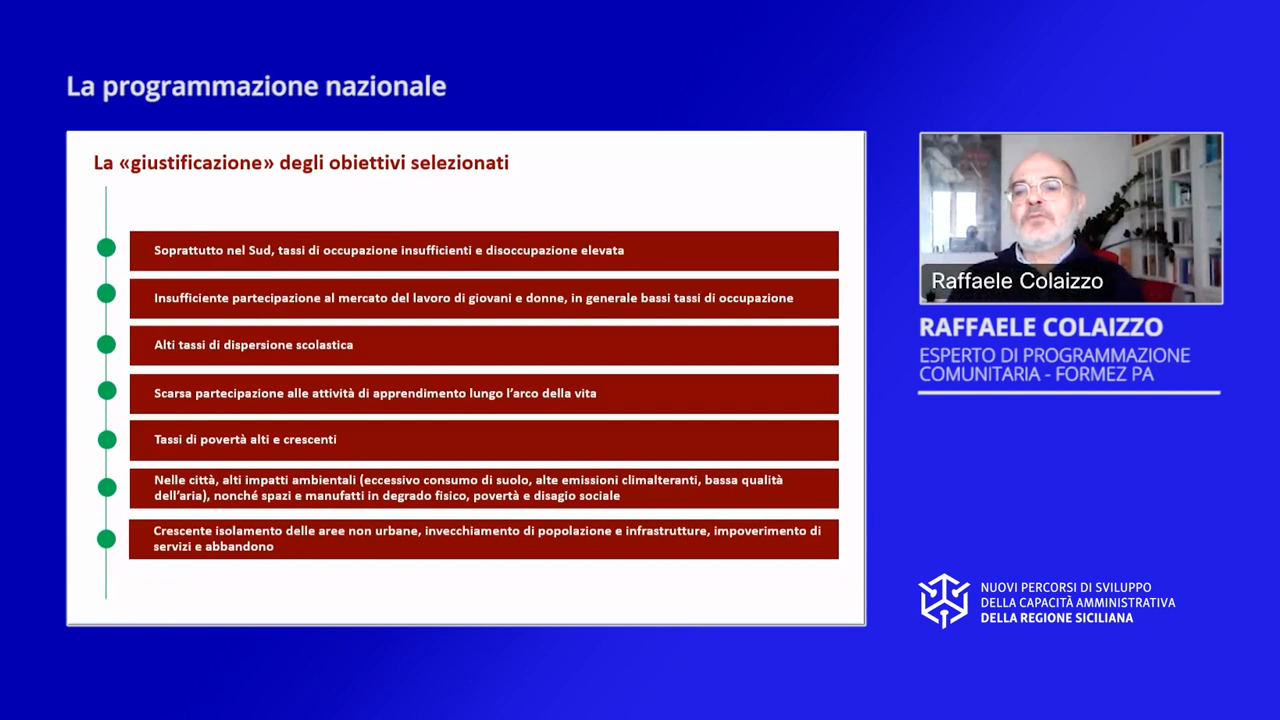 La programmazione nazionale
La «giustificazione» degli obiettivi selezionati
Soprattutto nel Sud, tassi di occupazione insufficienti e disoccupazione elevata
Insufficiente partecipazione al mercato del lavoro di giovani e donne, in generale bassi tassi di occupazione
Alti tassi di dispersione scolastica
Scarsa partecipazione alle attività di apprendimento lungo l’arco della vita
Tassi di povertà alti e crescenti
Nelle città, alti impatti ambientali (eccessivo consumo di suolo, alte emissioni climalteranti, bassa qualità
dell’aria), nonché spazi e manufatti in degrado fisico, povertà e disagio sociale
Crescente isolamento delle aree non urbane, invecchiamento di popolazione e infrastrutture, impoverimento di
servizi e abbandono
Raffaele Colaizzo
RAFFAELE COLAIZZO
ESPERTO DI PROGRAMMAZIONE
COMUNITARIA - FORMEZ PA
NUOVI PERCORSI DI SVILUPPO
DELLA CAPACITÀ AMMINISTRATIVA
DELLA REGIONE SICILIANA